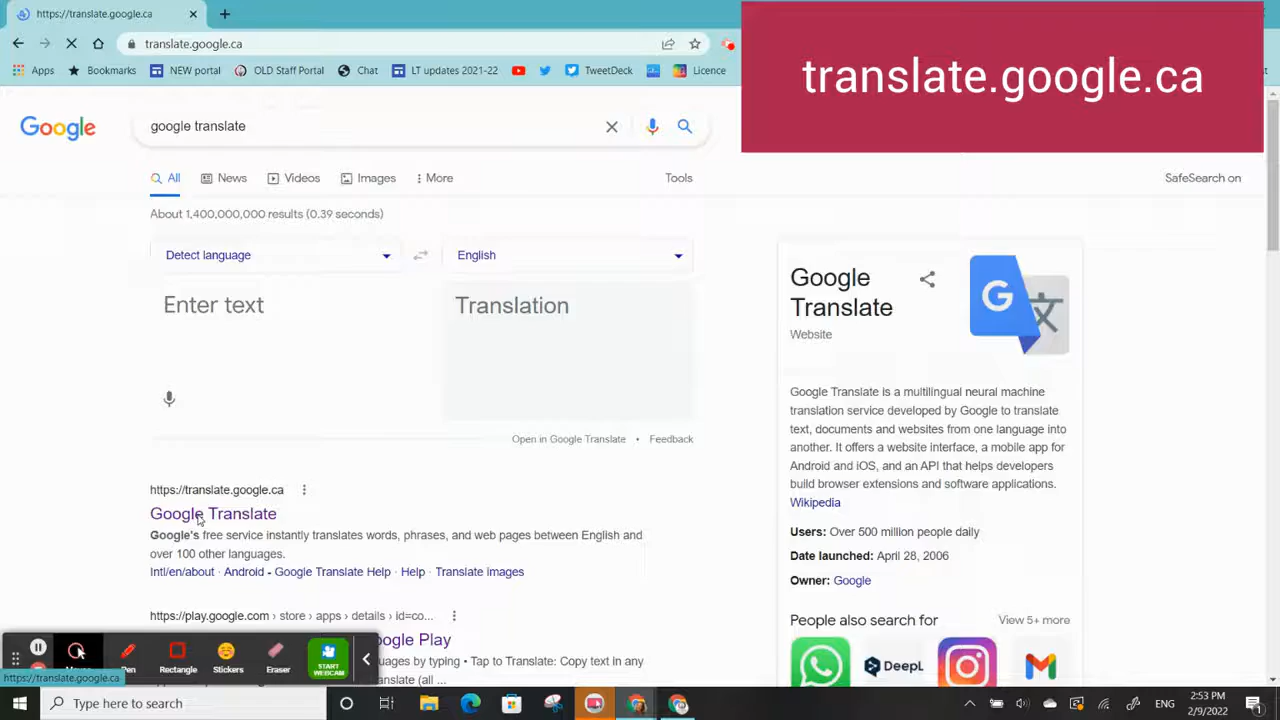 https://translate.google.ca
translate.google.ca
translate.google.ca
Apps
Bookmarks
NEW portal
OLD Staff Portal
Chat
LT updates 2021-22
TweetDeck
Licence
Google
google translate
All
News
Videos
Images
More
Tools
SafeSearch on
About 1,400,000,000 results (0.39 seconds)
Detect language
English
Enter text
Translation
Open in Google Translate • Feedback
https://translate.google.ca
Google Translate
Google's free service instantly translates words, phrases, and web pages between English and
over 100 other languages.
Intl/en/about · Android - Google Translate Help · Help · Translate images
https://play.google.com › store › apps › details › id=co...
ogle Play
uages by typing • Tap to Translate: Copy text in any
slate (all ...
Google
Translate
Website
Google Translate is a multilingual neural machine
translation service developed by Google to translate
text, documents and websites from one language into
another. It offers a website interface, a mobile app for
Android and iOS, and an API that helps developers
build browser extensions and software applications.
Wikipedia
Users: Over 500 million people daily
Date launched: April 28, 2006
Owner: Google
People also search for
View 5+ more
DeepL
Pen
Rectangle
Stickers
Eraser
START
WEBCAM
https://translate.google.ca
Type here to search
ENG
2:53 PM
2/9/2022